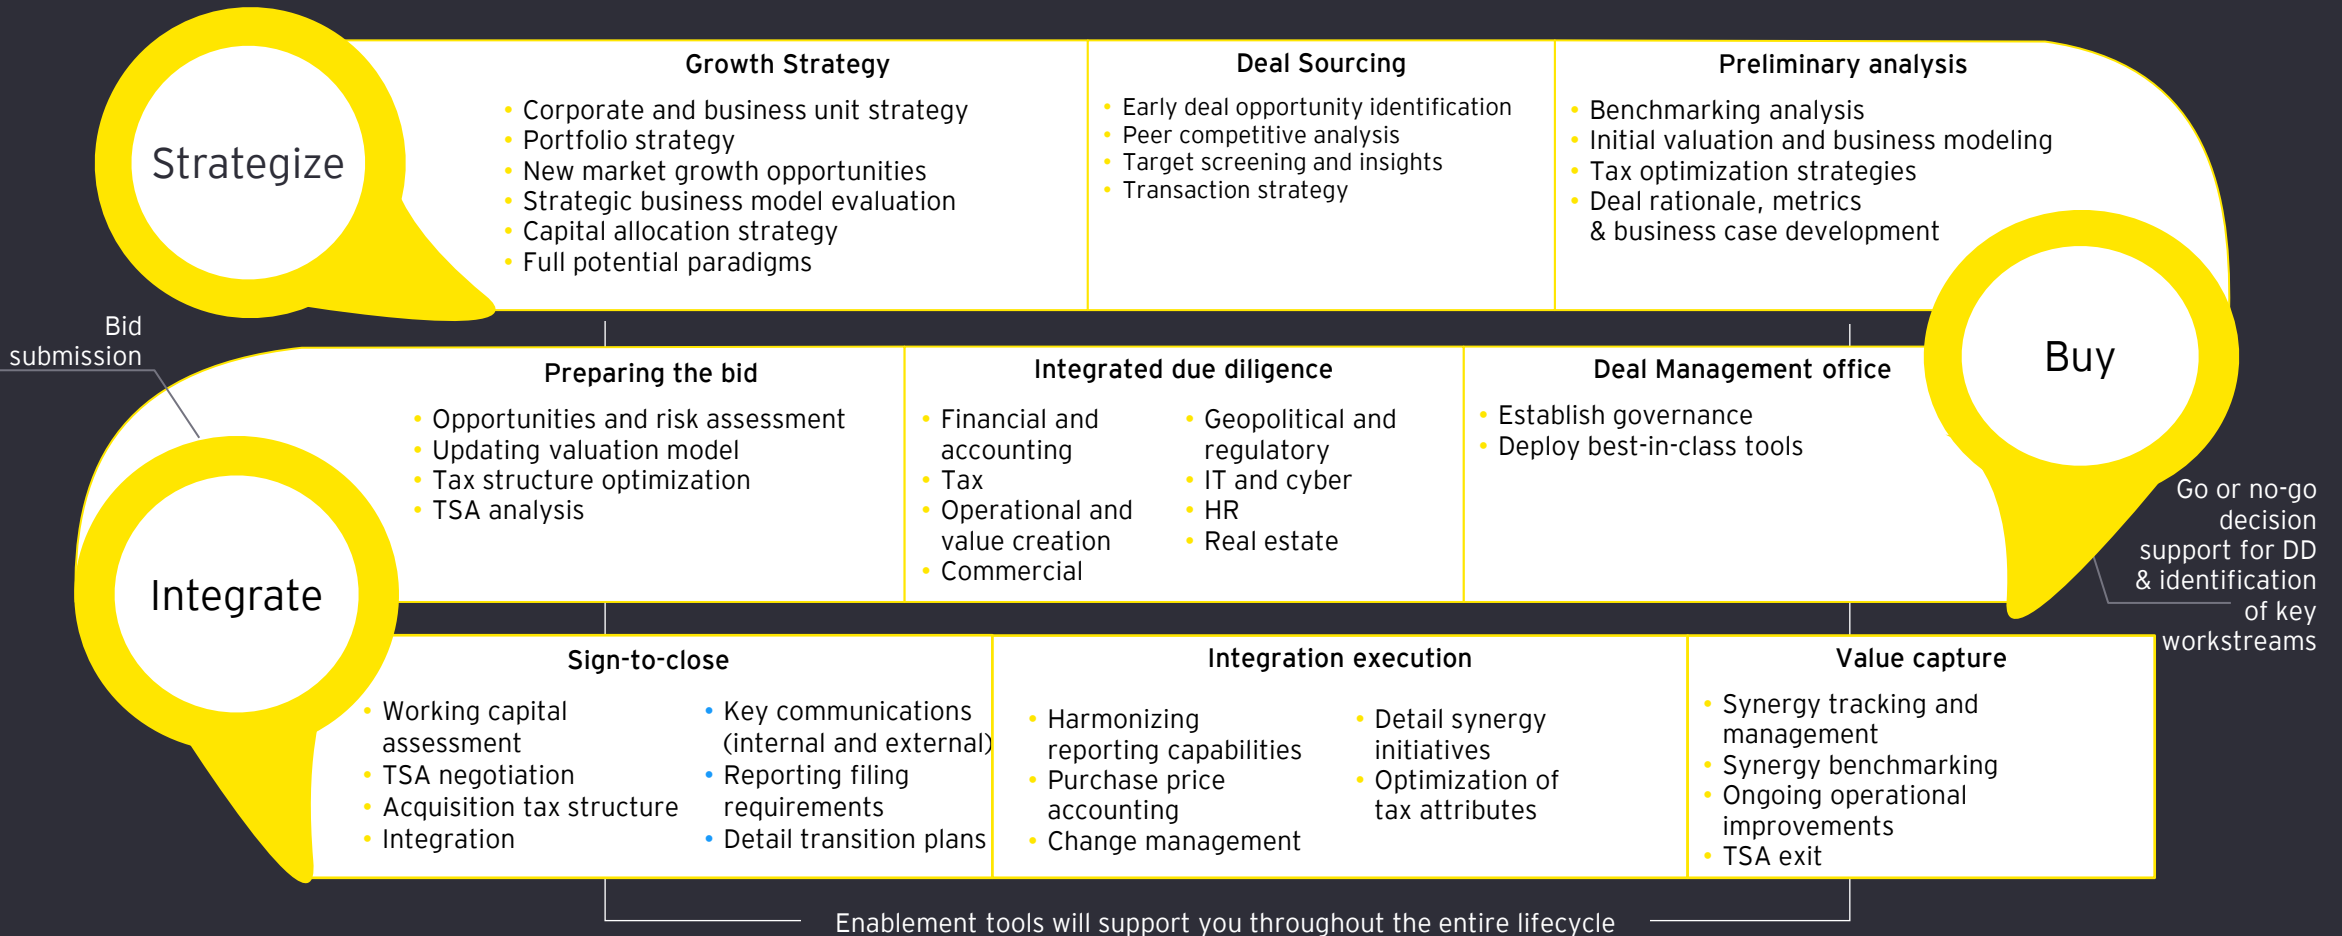 Strategize
Growth Strategy
• Corporate and business unit strategy
• Portfolio strategy
• New market growth opportunities
• Strategic business model evaluation
• Capital allocation strategy
• Full potential paradigms
Deal Sourcing
• Early deal opportunity identification
• Peer competitive analysis
• Target screening and insights
• Transaction strategy
Preliminary analysis
• Benchmarking analysis
• Initial valuation and business modeling
• Tax optimization strategies
• Deal rationale, metrics
& business case development
Buy
Go or no-go
decision
support for DD
& identification
of key
workstreams
Deal Management office
• Establish governance
• Deploy best-in-class tools
Integrated due diligence
• Financial and
accounting
• Tax
• Operational and
value creation
• Commercial
• Geopolitical and
regulatory
• IT and cyber
• HR
• Real estate
Preparing the bid
• Opportunities and risk assessment
• Updating valuation model
• Tax structure optimization
• TSA analysis
Bid
submission
Integrate
Sign-to-close
• Working capital
assessment
• TSA negotiation
• Acquisition tax structure
• Integration
• Key communications
(internal and external)
• Reporting filing
requirements
• Detail transition plans
Integration execution
• Harmonizing
reporting capabilities
• Purchase price
accounting
• Change management
• Detail synergy
initiatives
• Optimization of
tax attributes
Value capture
• Synergy tracking and
management
• Synergy benchmarking
• Ongoing operational
improvements
• TSA exit
Enablement tools will support you throughout the entire lifecycle